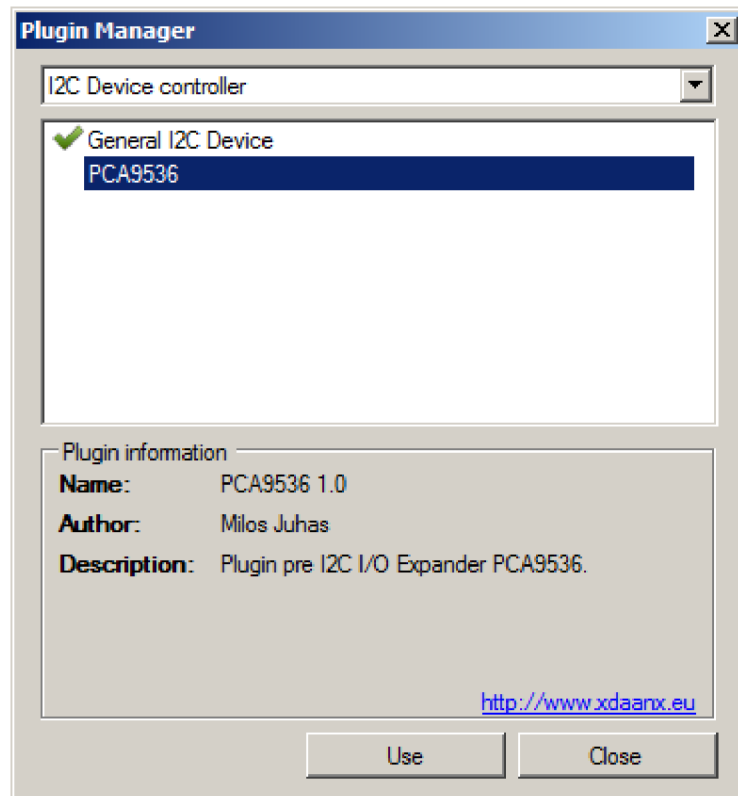 Plugin Manager
I2C Device controller
General I2C Device
PCA9536
Plugin information
Name: PCA9536 1.0
Author: Milos Juhas
Description: Plugin pre I2C I/O Expander PCA9536.
http://www.xdaanx.eu
Use Close